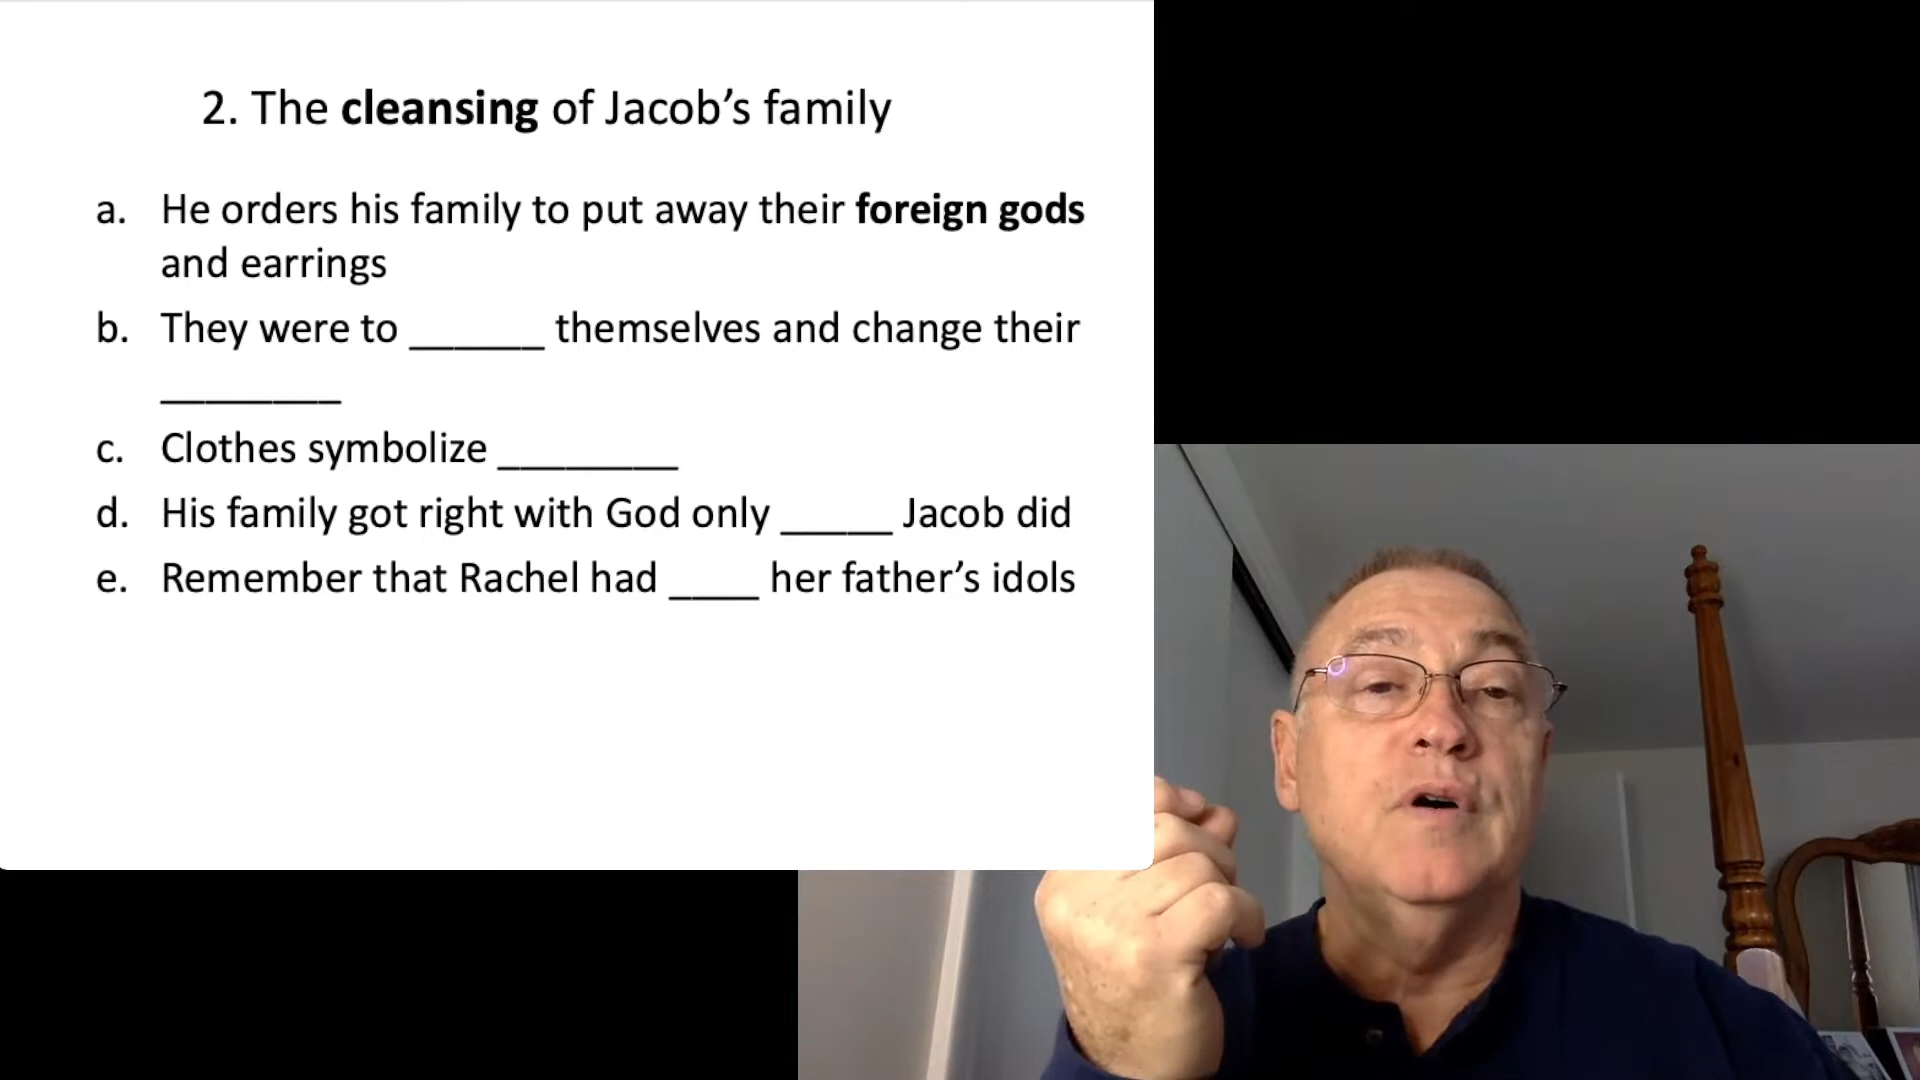 2. The cleansing of Jacob’s family
a. He orders his family to put away their foreign gods
and earrings
b. They were to ______ themselves and change their
________
c. Clothes symbolize ________
d. His family got right with God only _____ Jacob did
e. Remember that Rachel had ____ her father’s idols